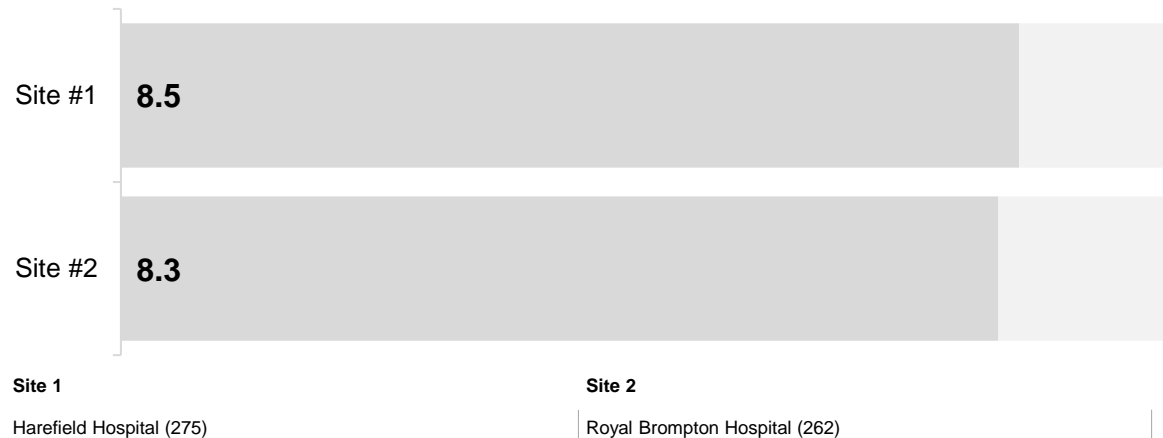 Site #1 8.5
Site #2 8.3
Site 1 Site 2
Harefield Hospital (275) Royal Brompton Hospital (262)